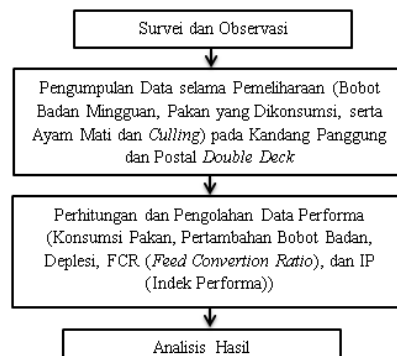 Survei dan Observasi
Pengumpulan Data selama Pemeliharaan (Bobot
Badan Mingguan, Pakan yang Dikonsumsi, serta
Ayam Mati dan Culling) pada Kandang Panggung
dan Postal Double Deck
Perhitungan dan Pengolahan Data Performa
(Konsumsi Pakan, Pertambahan Bobot Badan,
Deplesi, FCR (Feed Convertion Ratio), dan IP
(Indek Performa))
Analisis Hasil